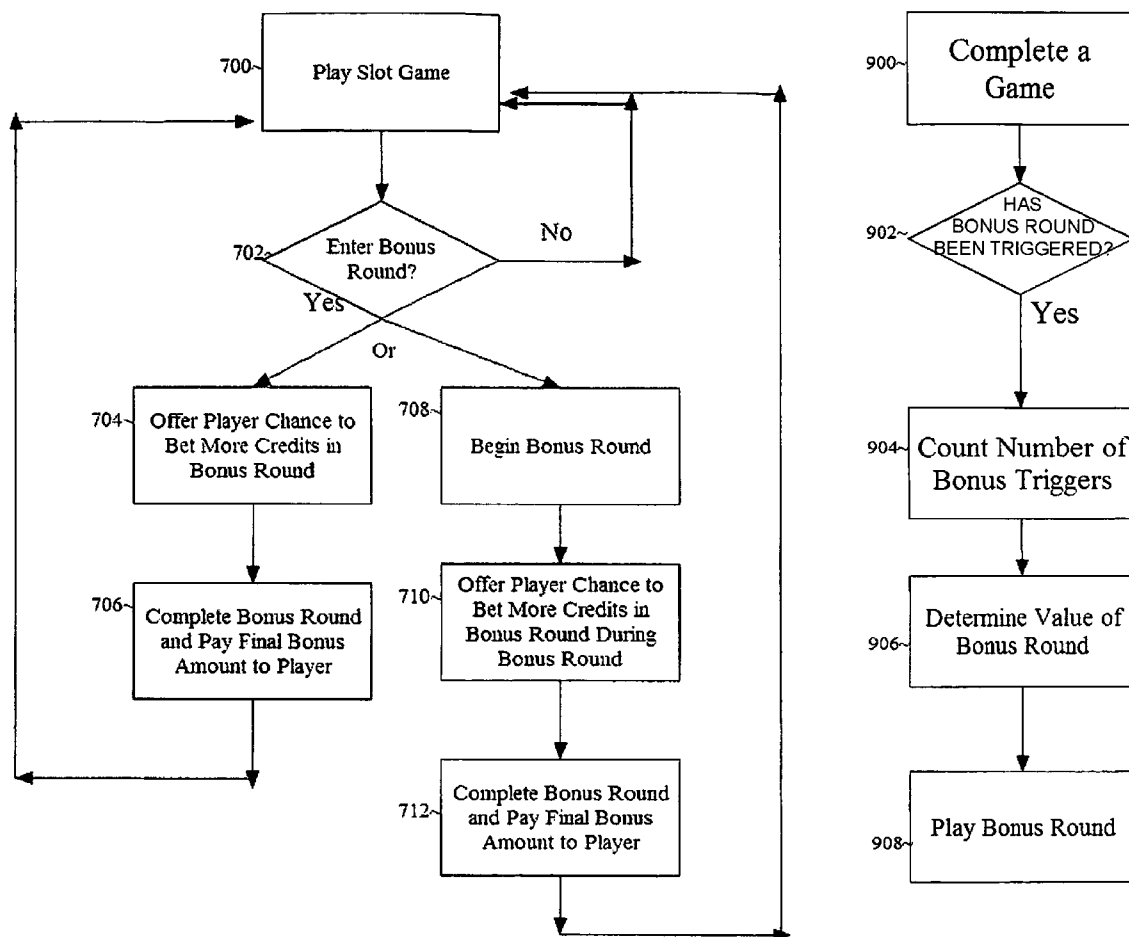 700
Play Slot Game
702
Enter Bonus
Round?
No
Yes
Or
704
Offer Player Chance to
Bet More Credits in
Bonus Round
706
Complete Bonus Round
and Pay Final Bonus
Amount to Player
708
Begin Bonus Round
710
Offer Player Chance to
Bet More Credits in
Bonus Round During
Bonus Round
712
Complete Bonus Round
and Pay Final Bonus
Amount to Player
900
Complete a
Game
902
HAS
BONUS ROUND
BEEN TRIGGERED?
Yes
904
Count Number of
Bonus Triggers
906
Determine Value of
Bonus Round
908
Play Bonus Round